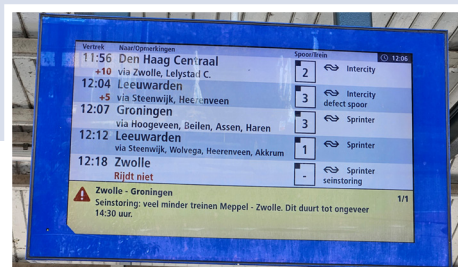 Vertrek Naar/Opmerkingen Spoor/Trein 12:06
11:56 Den Haag Centraal 2 Intercity
+10 via Zwolle, Lelystad C.
12:04 Leeuwarden 3 Intercity
+5 via Steenwijk, Heerenveen defect spoor
12:07 Groningen 3 Sprinter
via Hoogeveen, Beilen, Assen, Haren
12:12 Leeuwarden 1 Sprinter
via Steenwijk, Wolvega, Heerenveen, Akkrum
12:18 Zwolle - Sprinter
Rijdt niet seinstoring
Zwolle - Groningen 1/1
Seinstoring: veel minder treinen Meppel - Zwolle. Dit duurt tot ongeveer
14:30 uur.